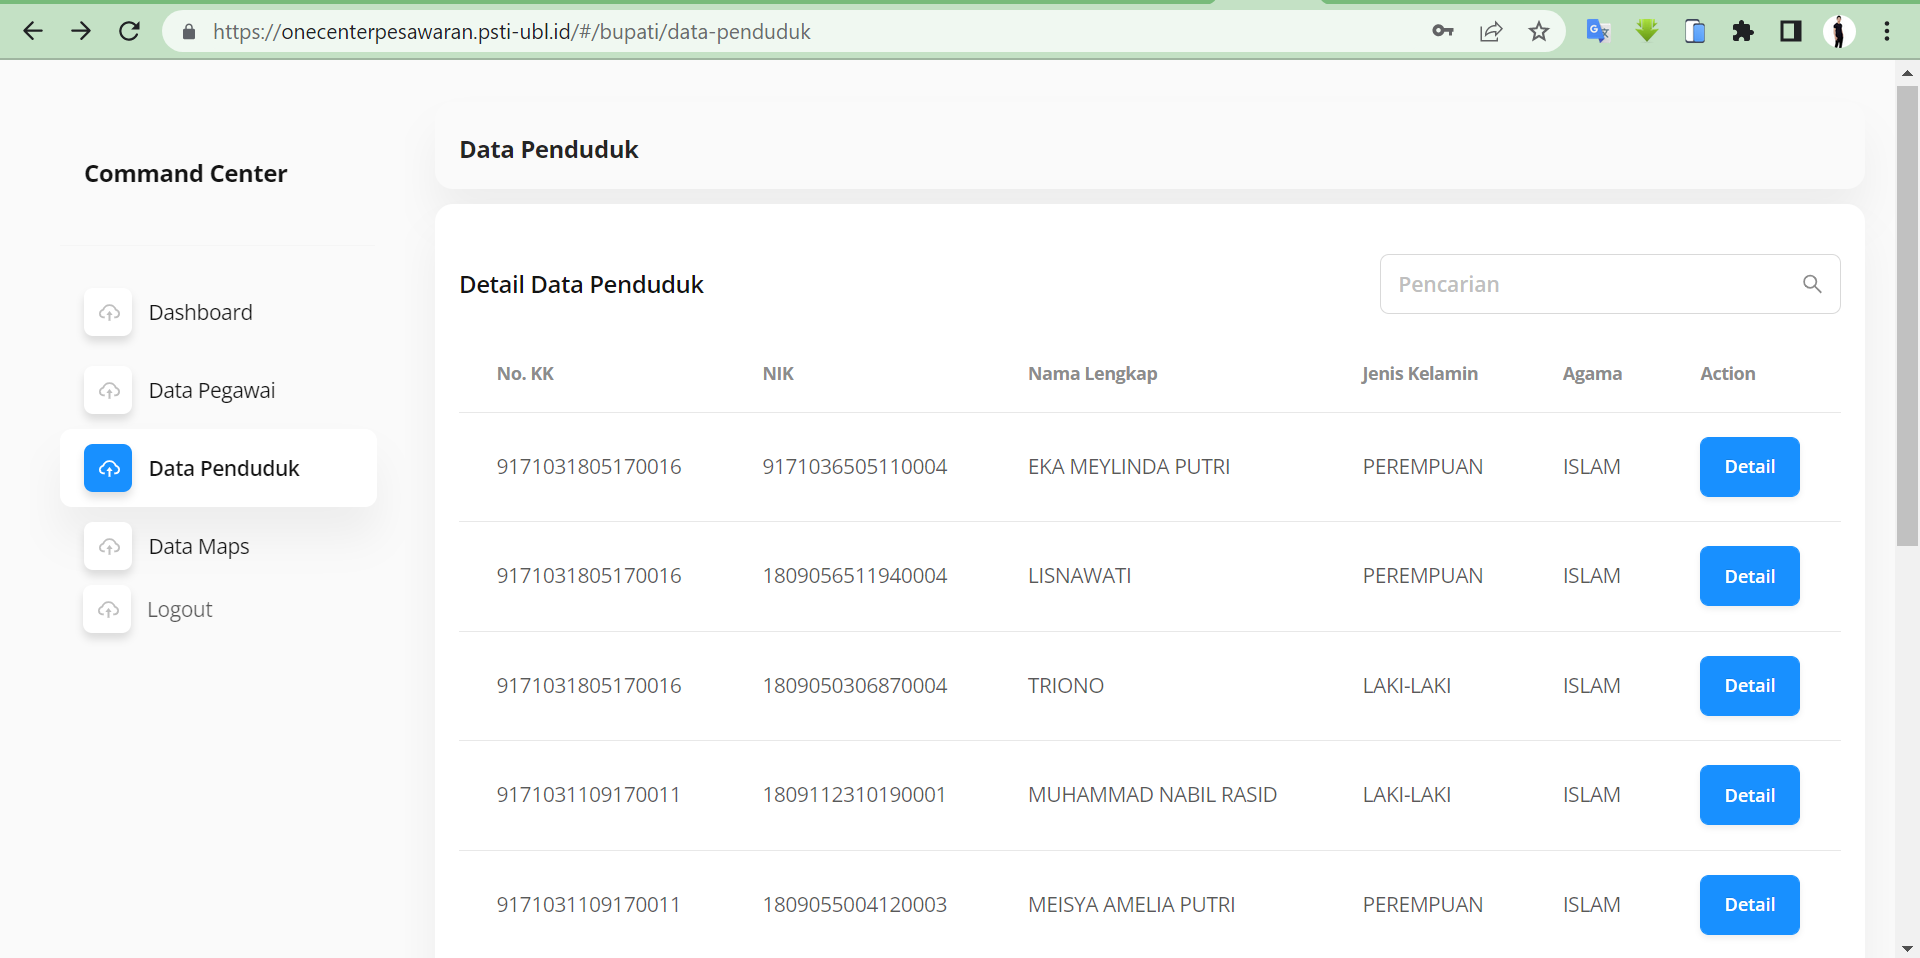 https://onecenterpesawaran.psti-ubl.id/#/bupati/data-penduduk
Command Center
Dashboard
Data Pegawai
Data Penduduk
Data Maps
Logout
Data Penduduk
Detail Data Penduduk
Pencarian
No. KK NIK Nama Lengkap Jenis Kelamin Agama Action
9171031805170016 9171036505110004 EKA MEYLINDA PUTRI PEREMPUAN ISLAM Detail
9171031805170016 1809056511940004 LISNAWATI PEREMPUAN ISLAM Detail
9171031805170016 1809050306870004 TRIONO LAKI-LAKI ISLAM Detail
9171031109170011 1809112310190001 MUHAMMAD NABIL RASID LAKI-LAKI ISLAM Detail
9171031109170011 1809055004120003 MEISYA AMELIA PUTRI PEREMPUAN ISLAM Detail